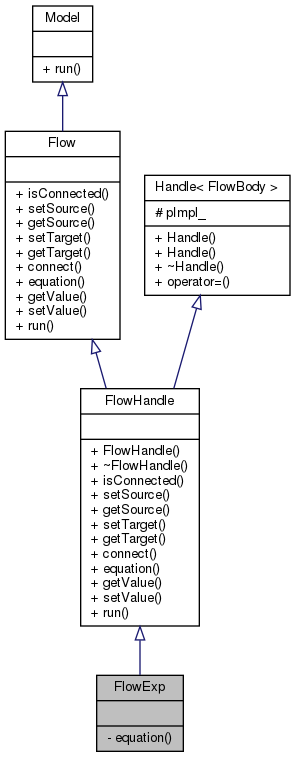 Model
+ run()
Flow
+ isConnected()
+ setSource()
+ getSource()
+ setTarget()
+ getTarget()
+ connect()
+ equation()
+ getValue()
+ setValue()
+ run()
Handle< FlowBody >
# pImpl_
+ Handle()
+ Handle()
+ ~Handle()
+ operator=()
FlowHandle
+ FlowHandle()
+ ~FlowHandle()
+ isConnected()
+ setSource()
+ getSource()
+ setTarget()
+ getTarget()
+ connect()
+ equation()
+ getValue()
+ setValue()
+ run()
FlowExp
- equation()